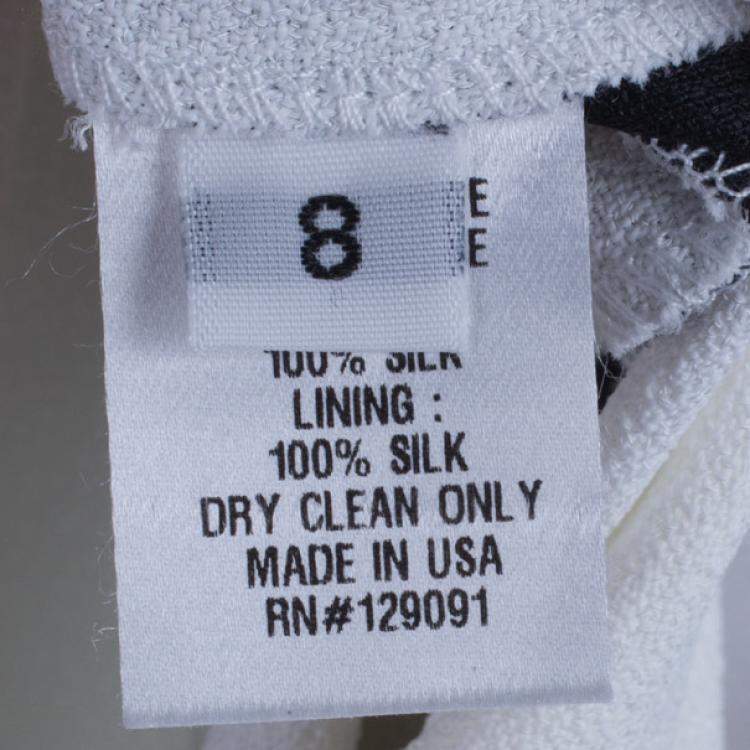 8
E
E
100% SILK
LINING :
100% SILK
DRY CLEAN ONLY
MADE IN USA
RN#129091